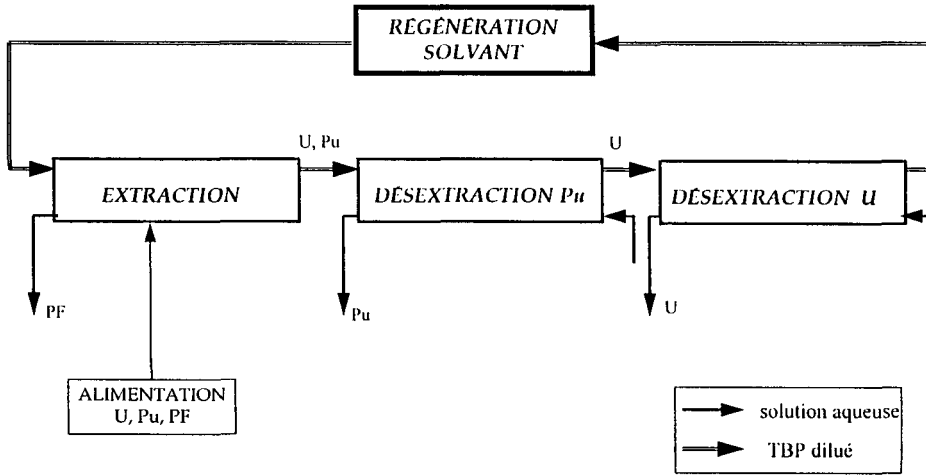 RÉGÉNÉRATION
SOLVANT
U, Pu
U
EXTRACTION
DÉSEXTRACTION Pu
DÉSEXTRACTION U
PF
Pu
U
ALIMENTATION
U, Pu, PF
solution aqueuse
TBP dilué